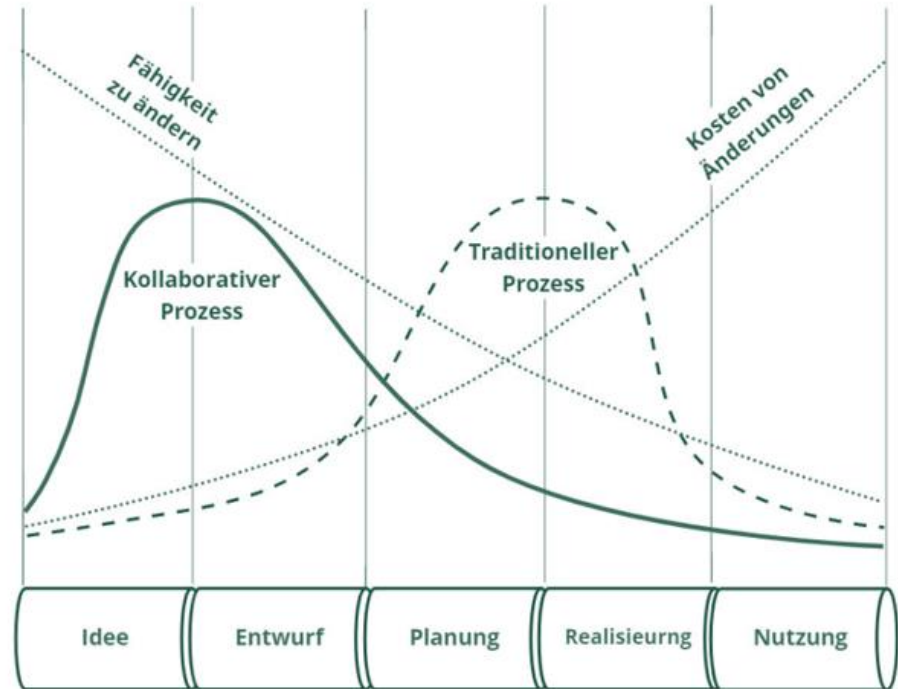 Fähigkeit
zu ändern
Kosten von
Änderungen
Kollaborativer
Prozess
Traditioneller
Prozess
Idee
Entwurf
Planung
Realisieurng
Nutzung